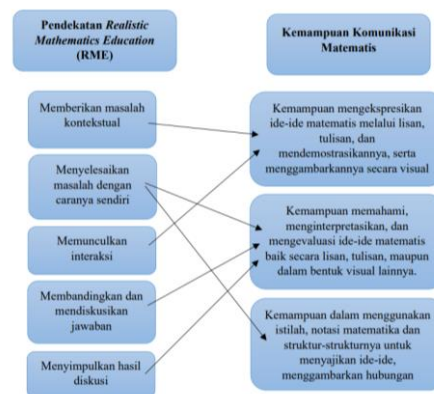 Pendekatan Realistic
Mathematics Education
(RME)
Memberikan masalah
kontekstual
Menyelesaikan
masalah dengan
caranya sendiri
Memunculkan
interaksi
Membandingkan dan
mendiskusikan
jawaban
Menyimpulkan hasil
diskusi
Kemampuan Komunikasi
Matematis
Kemampuan mengekspresikan
ide-ide matematis melalui lisan,
tulisan, dan
mendemostrasikannya, serta
menggambarkannya secara visual
Kemampuan memahami,
menginterpretasikan, dan
mengevaluasi ide-ide matematis
baik secara lisan, tulisan, maupun
dalam bentuk visual lainnya.
Kemampuan dalam menggunakan
istilah, notasi matematika dan
struktur-strukturnya untuk
menyajikan ide-ide,
menggambarkan hubungan